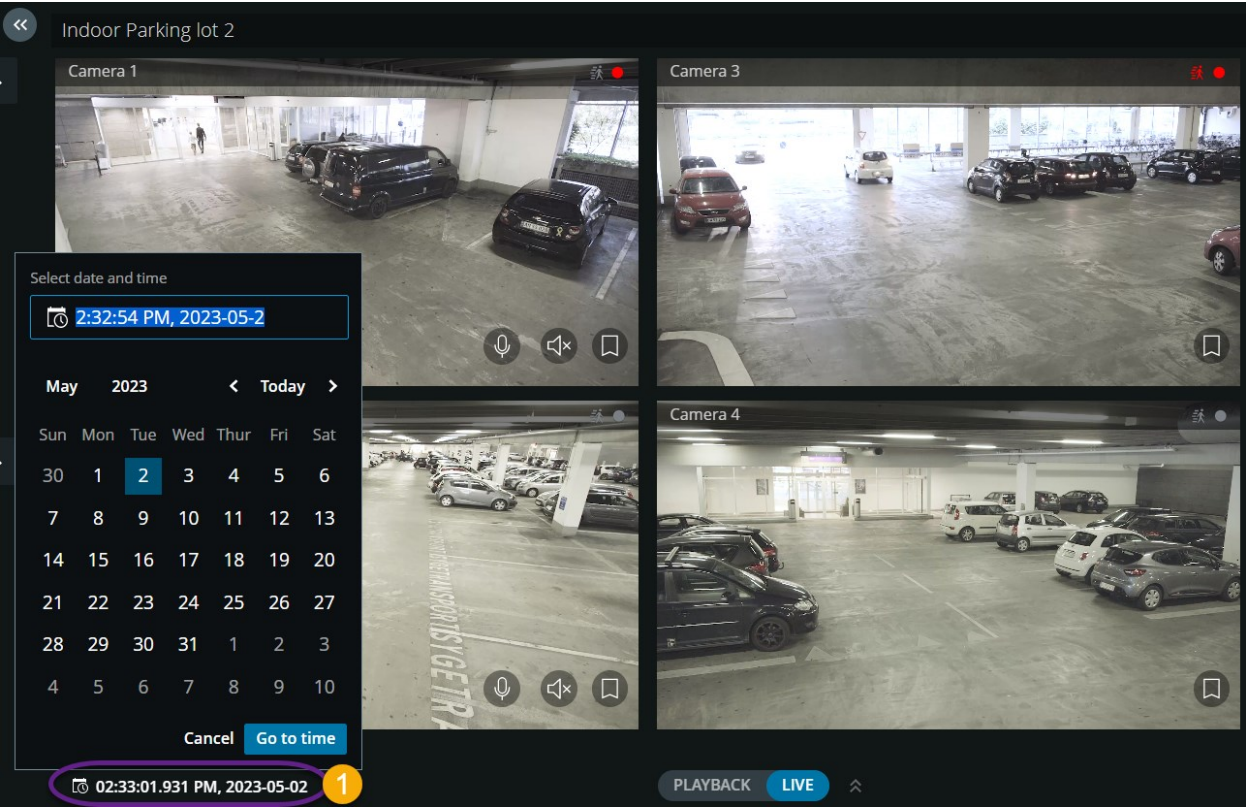 Indoor Parking lot 2
Camera 1
Camera 3
Select date and time
2:32:54 PM, 2023-05-2
May 2023 Today
Sun Mon Tue Wed Thur Fri Sat
30 1 2 3 4 5 6
7 8 9 10 11 12 13
14 15 16 17 18 19 20
21 22 23 24 25 26 27
28 29 30 31 1 2 3
4 5 6 7 8 9 10
Cancel Go to time
Camera 4
02:33:01.931 PM, 2023-05-02 1
PLAYBACK LIVE